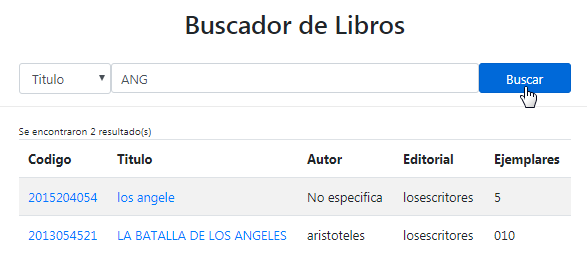 Buscador de Libros
Titulo ANG Buscar
Se encontraron 2 resultado(s)
Codigo Titulo Autor Editorial Ejemplares
2015204054 los angele No especifica losescritores 5
2013054521 LA BATALLA DE LOS ANGELES aristoteles losescritores 010